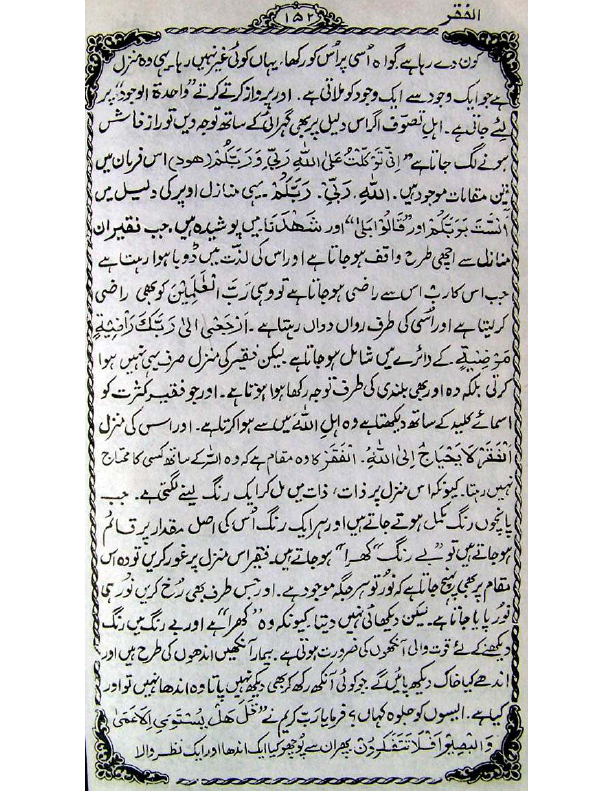 الفقر
۱۵۲
کون دے رہا ہے گواہ اُسی پر اُس کو رکھا، یہاں کوئی غیر نہیں رہا یہی وہ منزل
ہے جو ایک وجود سے ایک وجود کو ملاتی ہے۔ اور پرواز کرتے کرتے "واحدۃ الوجود" پر
لئے جاتی ہے۔ اہلِ تصوّف اگر اس دلیل پر بھی گہرائی کے ساتھ توجہ دیں تو راز فاش
ہونے لگ جاتا ہے "اِنِّی تَوَکَّلْتُ عَلَی اللّٰہِ رَبِّی وَرَبِّکُمْ (ھود) اس فرمان میں
تین مقامات موجود ہیں۔ اللّٰہِ۔ رَبِّی۔ رَبِّکُمْ۔ یہی منازل اوپر کی دلیل میں
اَلَسْتُ بِرَبِّکُمْ اور "قَالُوْا بَلٰی" اور شَھِدْنَا میں پوشیدہ ہیں، جب فقیر ان
منازل سے اچھی طرح واقف ہو جاتا ہے اور اس کی لذّت میں ڈوبا ہوا رہتا ہے
جب اس کا رب اس سے راضی ہو جاتا ہے تو وہی رَبّ الْعٰلَمِیْن کو بھی راضی
کر لیتا ہے اور اُسی کی طرف رواں دواں رہتا ہے۔ اِرْجِعِیْ اِلٰی رَبِّکِ رَاضِیَۃً
مَّرْضِیَّۃً کے دائرے میں شامل ہو جاتا ہے لیکن فقیر کی منزل صرف یہی نہیں ہوا
کرتی بلکہ وہ اور بھی بلندی کی طرف توجہ رکھا ہوا ہوتا ہے۔ اور جو فقیر کثرت کو
اسمائے کلید کے ساتھ دیکھتا ہے وہ اہل اللہ میں سے ہوا کرتا ہے۔ اور اس کی منزل
اَلْفَقْرُ لَا یَحْتَاجُ اِلَی اللّٰہِ۔ الْفَقْر کا وہ مقام ہے کہ وہ اللہ کے ساتھ کسی کا محتاج
نہیں رہتا۔ کیونکہ اس منزل پر ذات، ذات میں مل کر ایک رنگ لینے لگتی ہے۔ جب
پانچوں رنگ مکمل ہوتے جاتے ہیں اور ہر ایک رنگ اُس کی اصل مقدار پر قائم
ہو جاتے ہیں تو "بے رنگ" "کھرا" ہو جاتے ہیں۔ فقیر اس منزل پر غور کریں تو وہ اس
مقام پر بھی پہنچ جاتا ہے کہ نُور تو ہر جگہ موجود ہے۔ اور جس طرف بھی رُخ کریں نُور ہی
نُور پایا جاتا ہے۔ لیکن دیکھائی نہیں دیتا۔ کیونکہ وہ "کھرا" ہے اور بے رنگ میں رنگ
دیکھنے کے لئے قوت والی آنکھوں کی ضرورت ہوتی ہے۔ بیمار آنکھیں اندھوں کی طرح ہیں اور
اندھے کیا خاک دیکھ پائیں گے جو کوئی آنکھ رکھ کر بھی دیکھ نہیں پاتا وہ اندھا نہیں تو اور
کیا ہے۔ ایسوں کو جلوہ کہاں؟ فرمایا ربّ کریم نے "قُلْ ھَلْ یَسْتَوِی الْاَعْمٰی
وَالْبَصِیْرُ اَفَلَا تَتَفَکَّرُوْنَ۔ پھر ان سے پوچھو کیا ایک اندھا اور ایک نظر والا